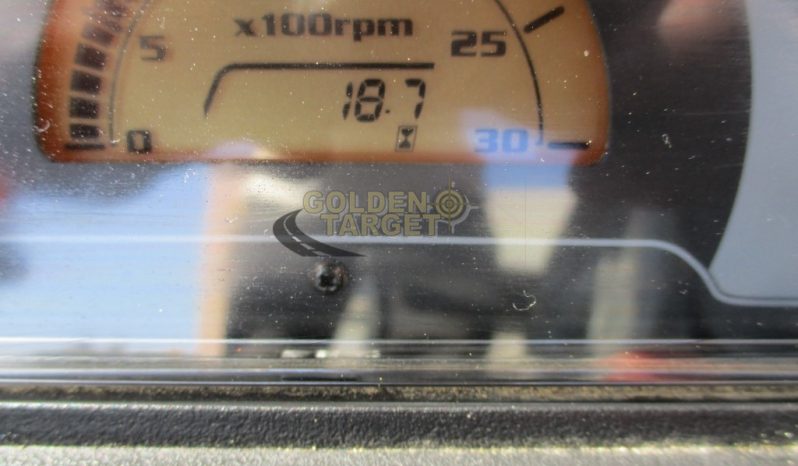 x100rpm
5 25
18.7
0 30
GOLDEN
TARGET